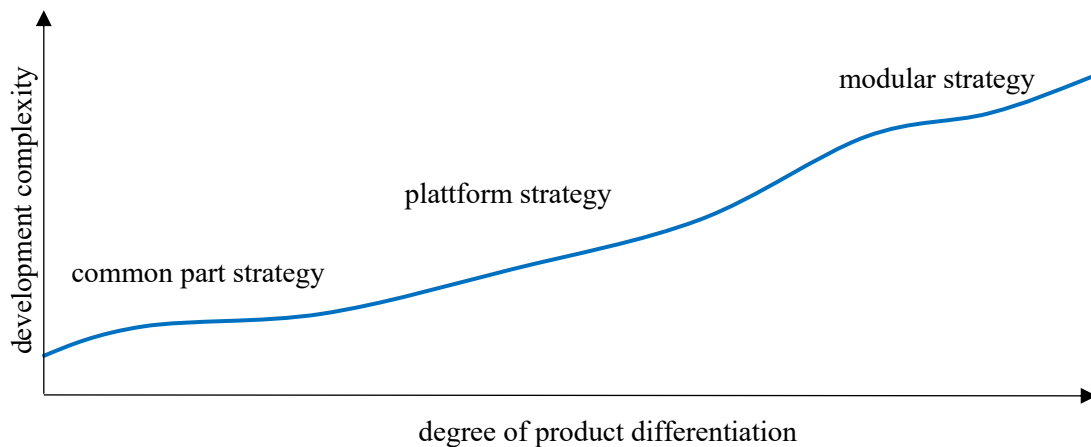 development complexity
modular strategy
plattform strategy
common part strategy
degree of product differentiation